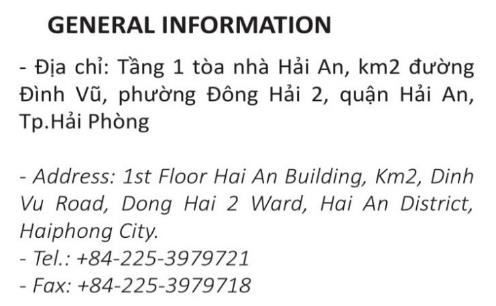 GENERAL INFORMATION
- Địa chỉ: Tầng 1 tòa nhà Hải An, km2 đường
Đình Vũ, phường Đông Hải 2, quận Hải An,
Tp.Hải Phòng
- Address: 1st Floor Hai An Building, Km2, Dinh
Vu Road, Dong Hai 2 Ward, Hai An District,
Haiphong City.
- Tel.: +84-225-3979721
- Fax: +84-225-3979718